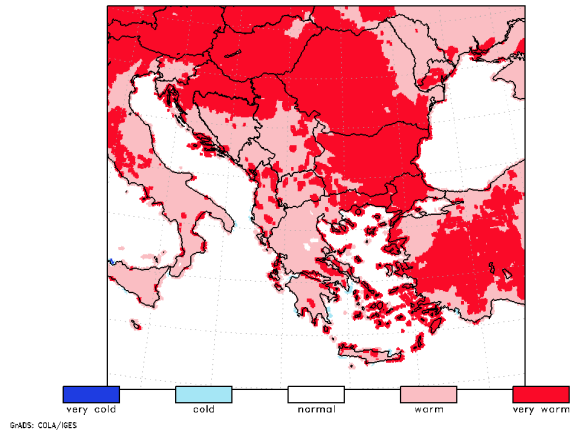 very cold
cold
normal
warm
very warm
GrADS: COLA/IGES